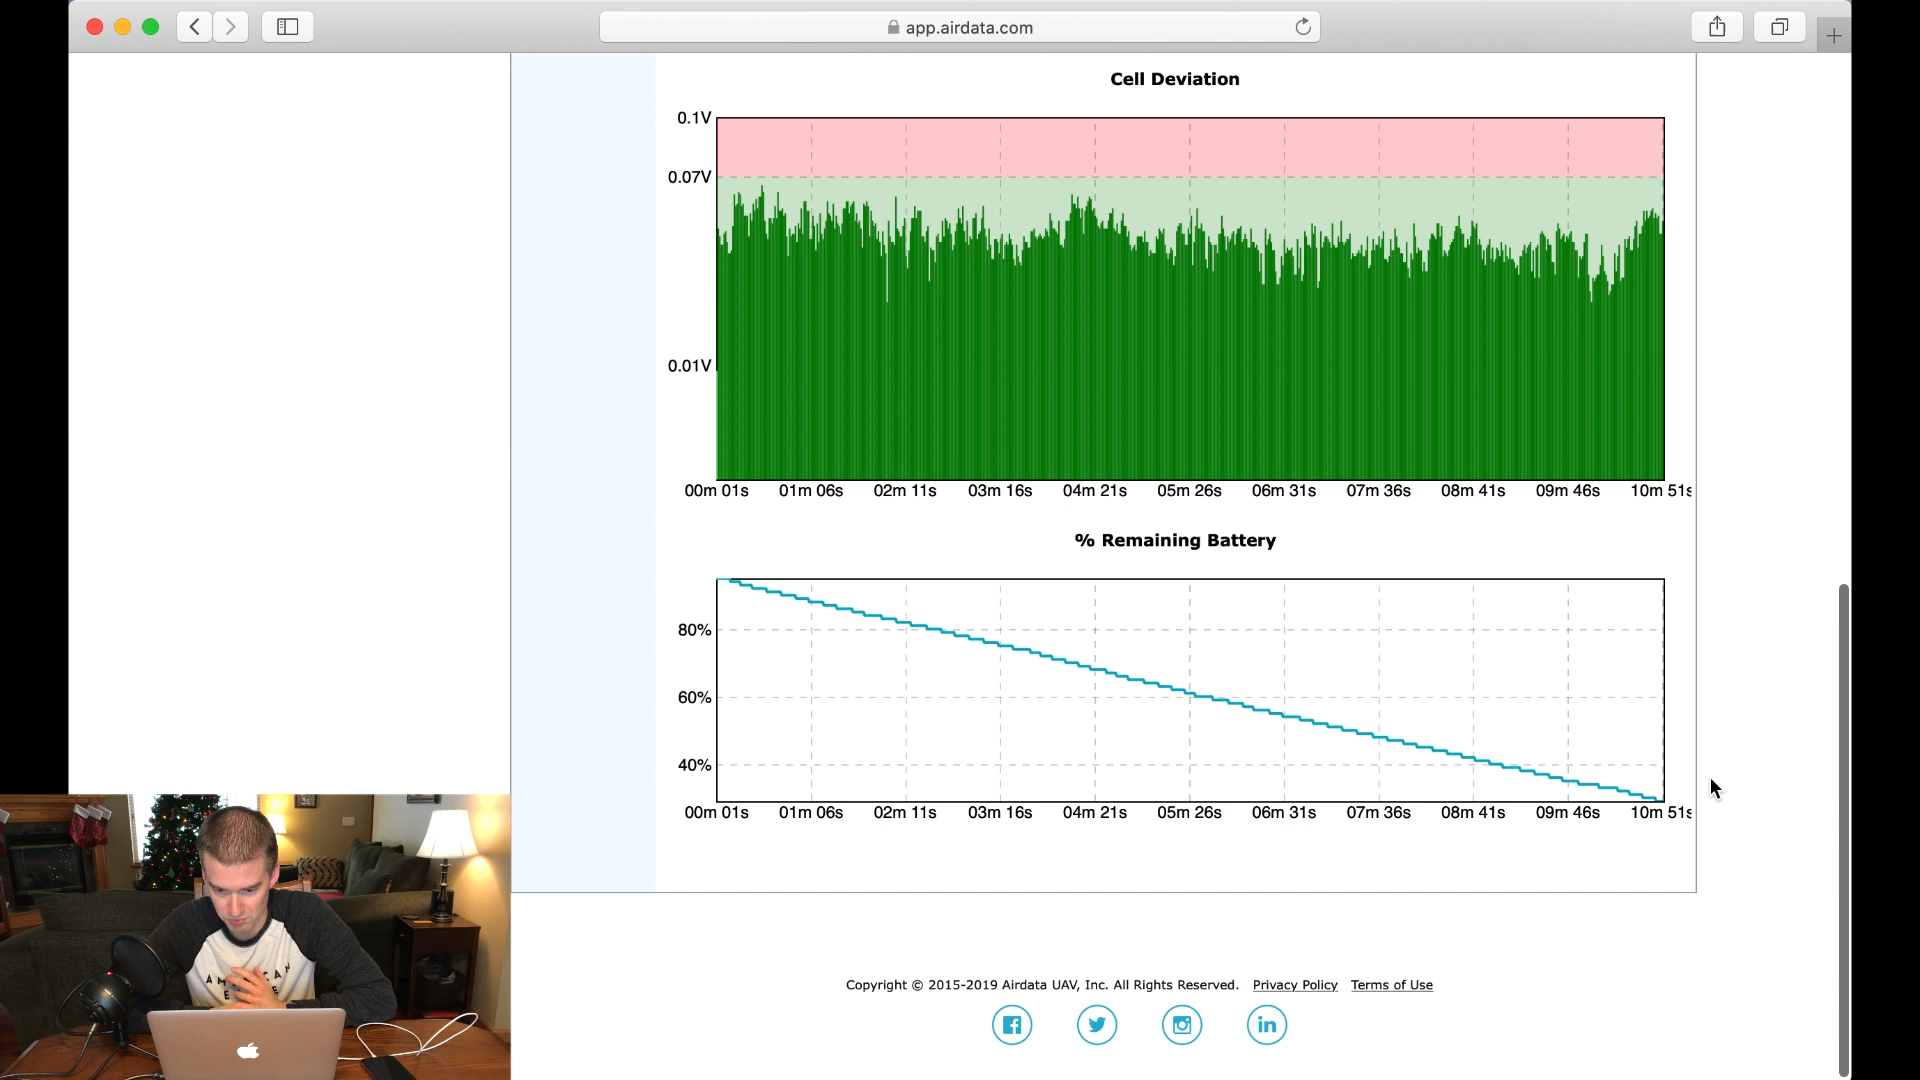 app.airdata.com
Cell Deviation
0.1V
0.07V
0.01V
00m 01s 01m 06s 02m 11s 03m 16s 04m 21s 05m 26s 06m 31s 07m 36s 08m 41s 09m 46s 10m 51s
% Remaining Battery
80%
60%
40%
00m 01s 01m 06s 02m 11s 03m 16s 04m 21s 05m 26s 06m 31s 07m 36s 08m 41s 09m 46s 10m 51s
Copyright © 2015-2019 Airdata UAV, Inc. All Rights Reserved. Privacy Policy Terms of Use
in